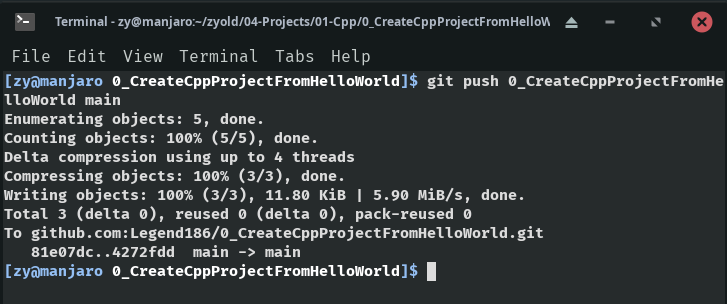 Terminal - zy@manjaro:~/zyold/04-Projects/01-Cpp/0_CreateCppProjectFromHelloW
File Edit View Terminal Tabs Help
[zy@manjaro 0_CreateCppProjectFromHelloWorld]$ git push 0_CreateCppProjectFromHe
lloWorld main
Enumerating objects: 5, done.
Counting objects: 100% (5/5), done.
Delta compression using up to 4 threads
Compressing objects: 100% (3/3), done.
Writing objects: 100% (3/3), 11.80 KiB | 5.90 MiB/s, done.
Total 3 (delta 0), reused 0 (delta 0), pack-reused 0
To github.com:Legend186/0_CreateCppProjectFromHelloWorld.git
   81e07dc..4272fdd  main -> main
[zy@manjaro 0_CreateCppProjectFromHelloWorld]$